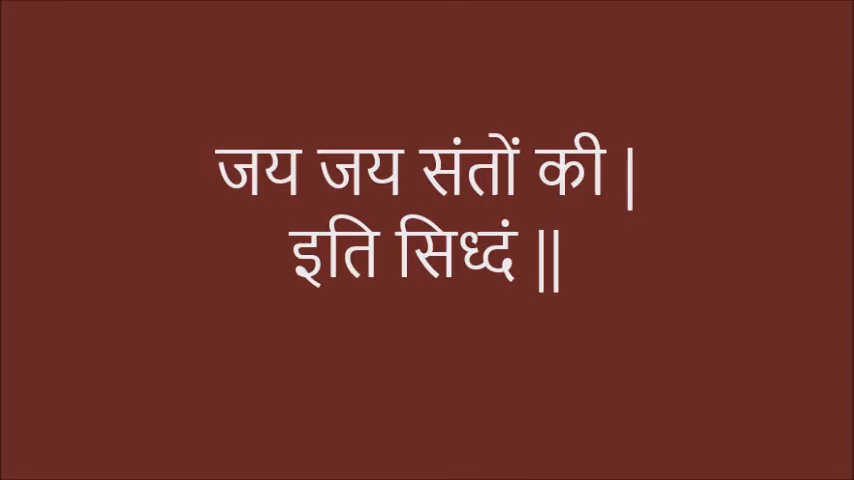 जय जय संतों की |
इति सिध्दं ||